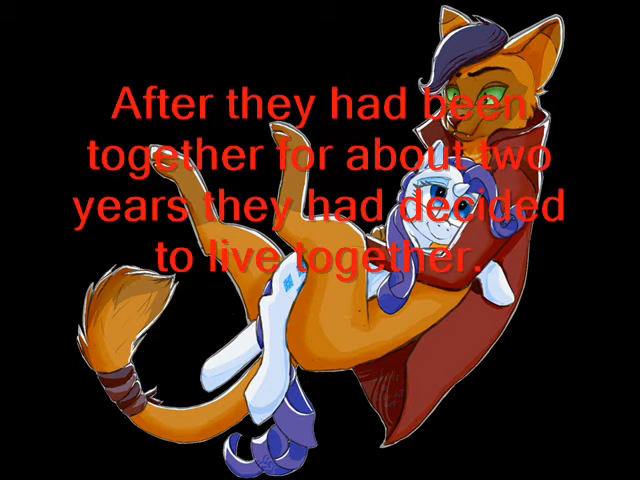 After they had been
together for about two
years they had decided
to live together.